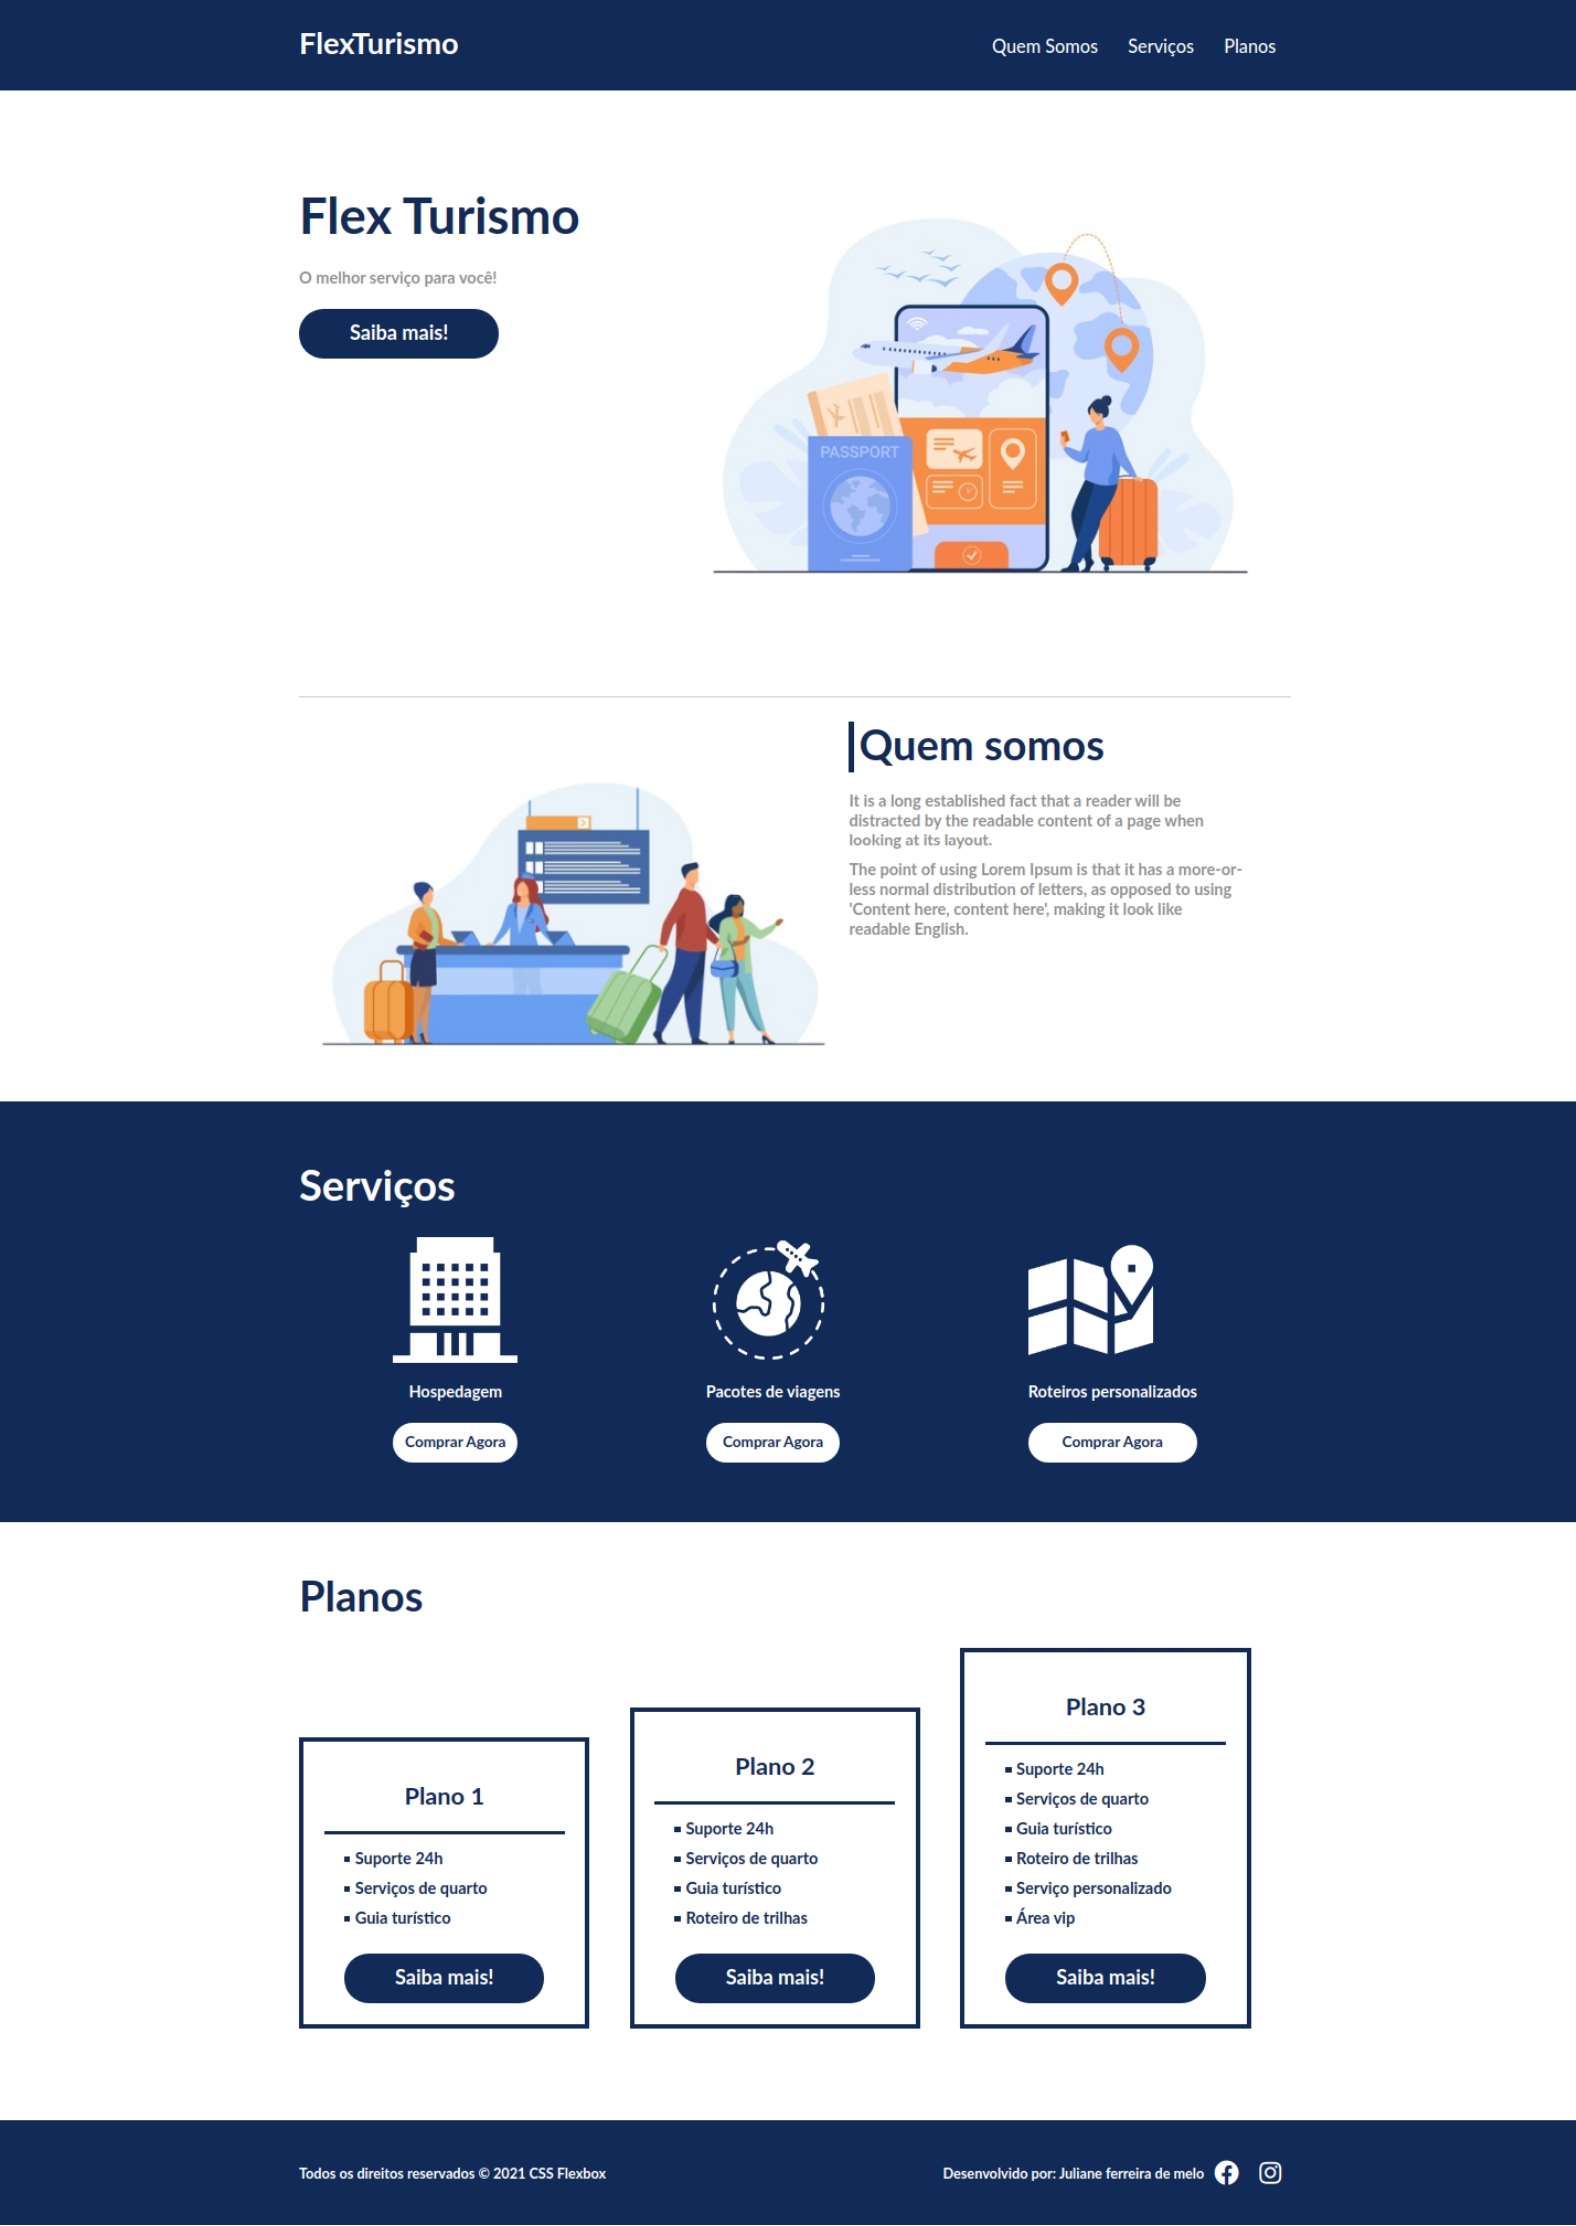 FlexTurismo
Quem Somos Serviços Planos
Flex Turismo
O melhor serviço para você!
Saiba mais!
PASSPORT
Quem somos
It is a long established fact that a reader will be
distracted by the readable content of a page when
looking at its layout.
The point of using Lorem Ipsum is that it has a more-or-
less normal distribution of letters, as opposed to using
'Content here, content here', making it look like
readable English.
Serviços
Hospedagem
Comprar Agora
Pacotes de viagens
Comprar Agora
Roteiros personalizados
Comprar Agora
Planos
Plano 1
Suporte 24h
Serviços de quarto
Guia turístico
Saiba mais!
Plano 2
Suporte 24h
Serviços de quarto
Guia turístico
Roteiro de trilhas
Saiba mais!
Plano 3
Suporte 24h
Serviços de quarto
Guia turístico
Roteiro de trilhas
Serviço personalizado
Área vip
Saiba mais!
Todos os direitos reservados © 2021 CSS Flexbox
Desenvolvido por: Juliane ferreira de melo